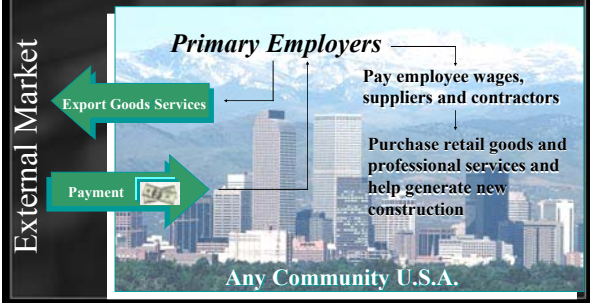 External Market
Primary Employers
Export Goods Services
Payment
Pay employee wages,
suppliers and contractors
Purchase retail goods and
professional services and
help generate new
construction
Any Community U.S.A.